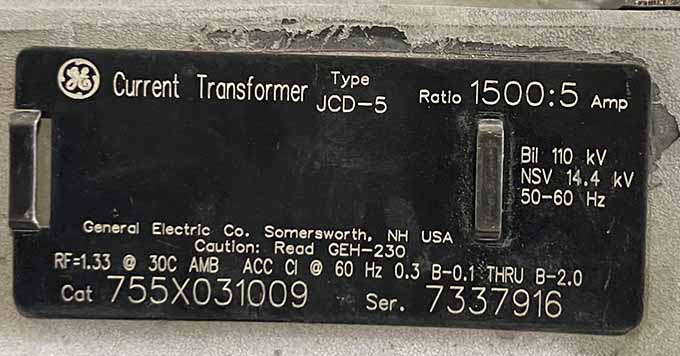 GE Current Transformer Type JCD-5 Ratio 1500:5 Amp
Bil 110 kV
NSV 14.4 kV
50-60 Hz
General Electric Co. Somersworth, NH USA
Caution: Read GEH-230
RF=1.33 @ 30C AMB ACC Cl @ 60 Hz 0.3 B-0.1 THRU B-2.0
Cat 755X031009 Ser. 7337916